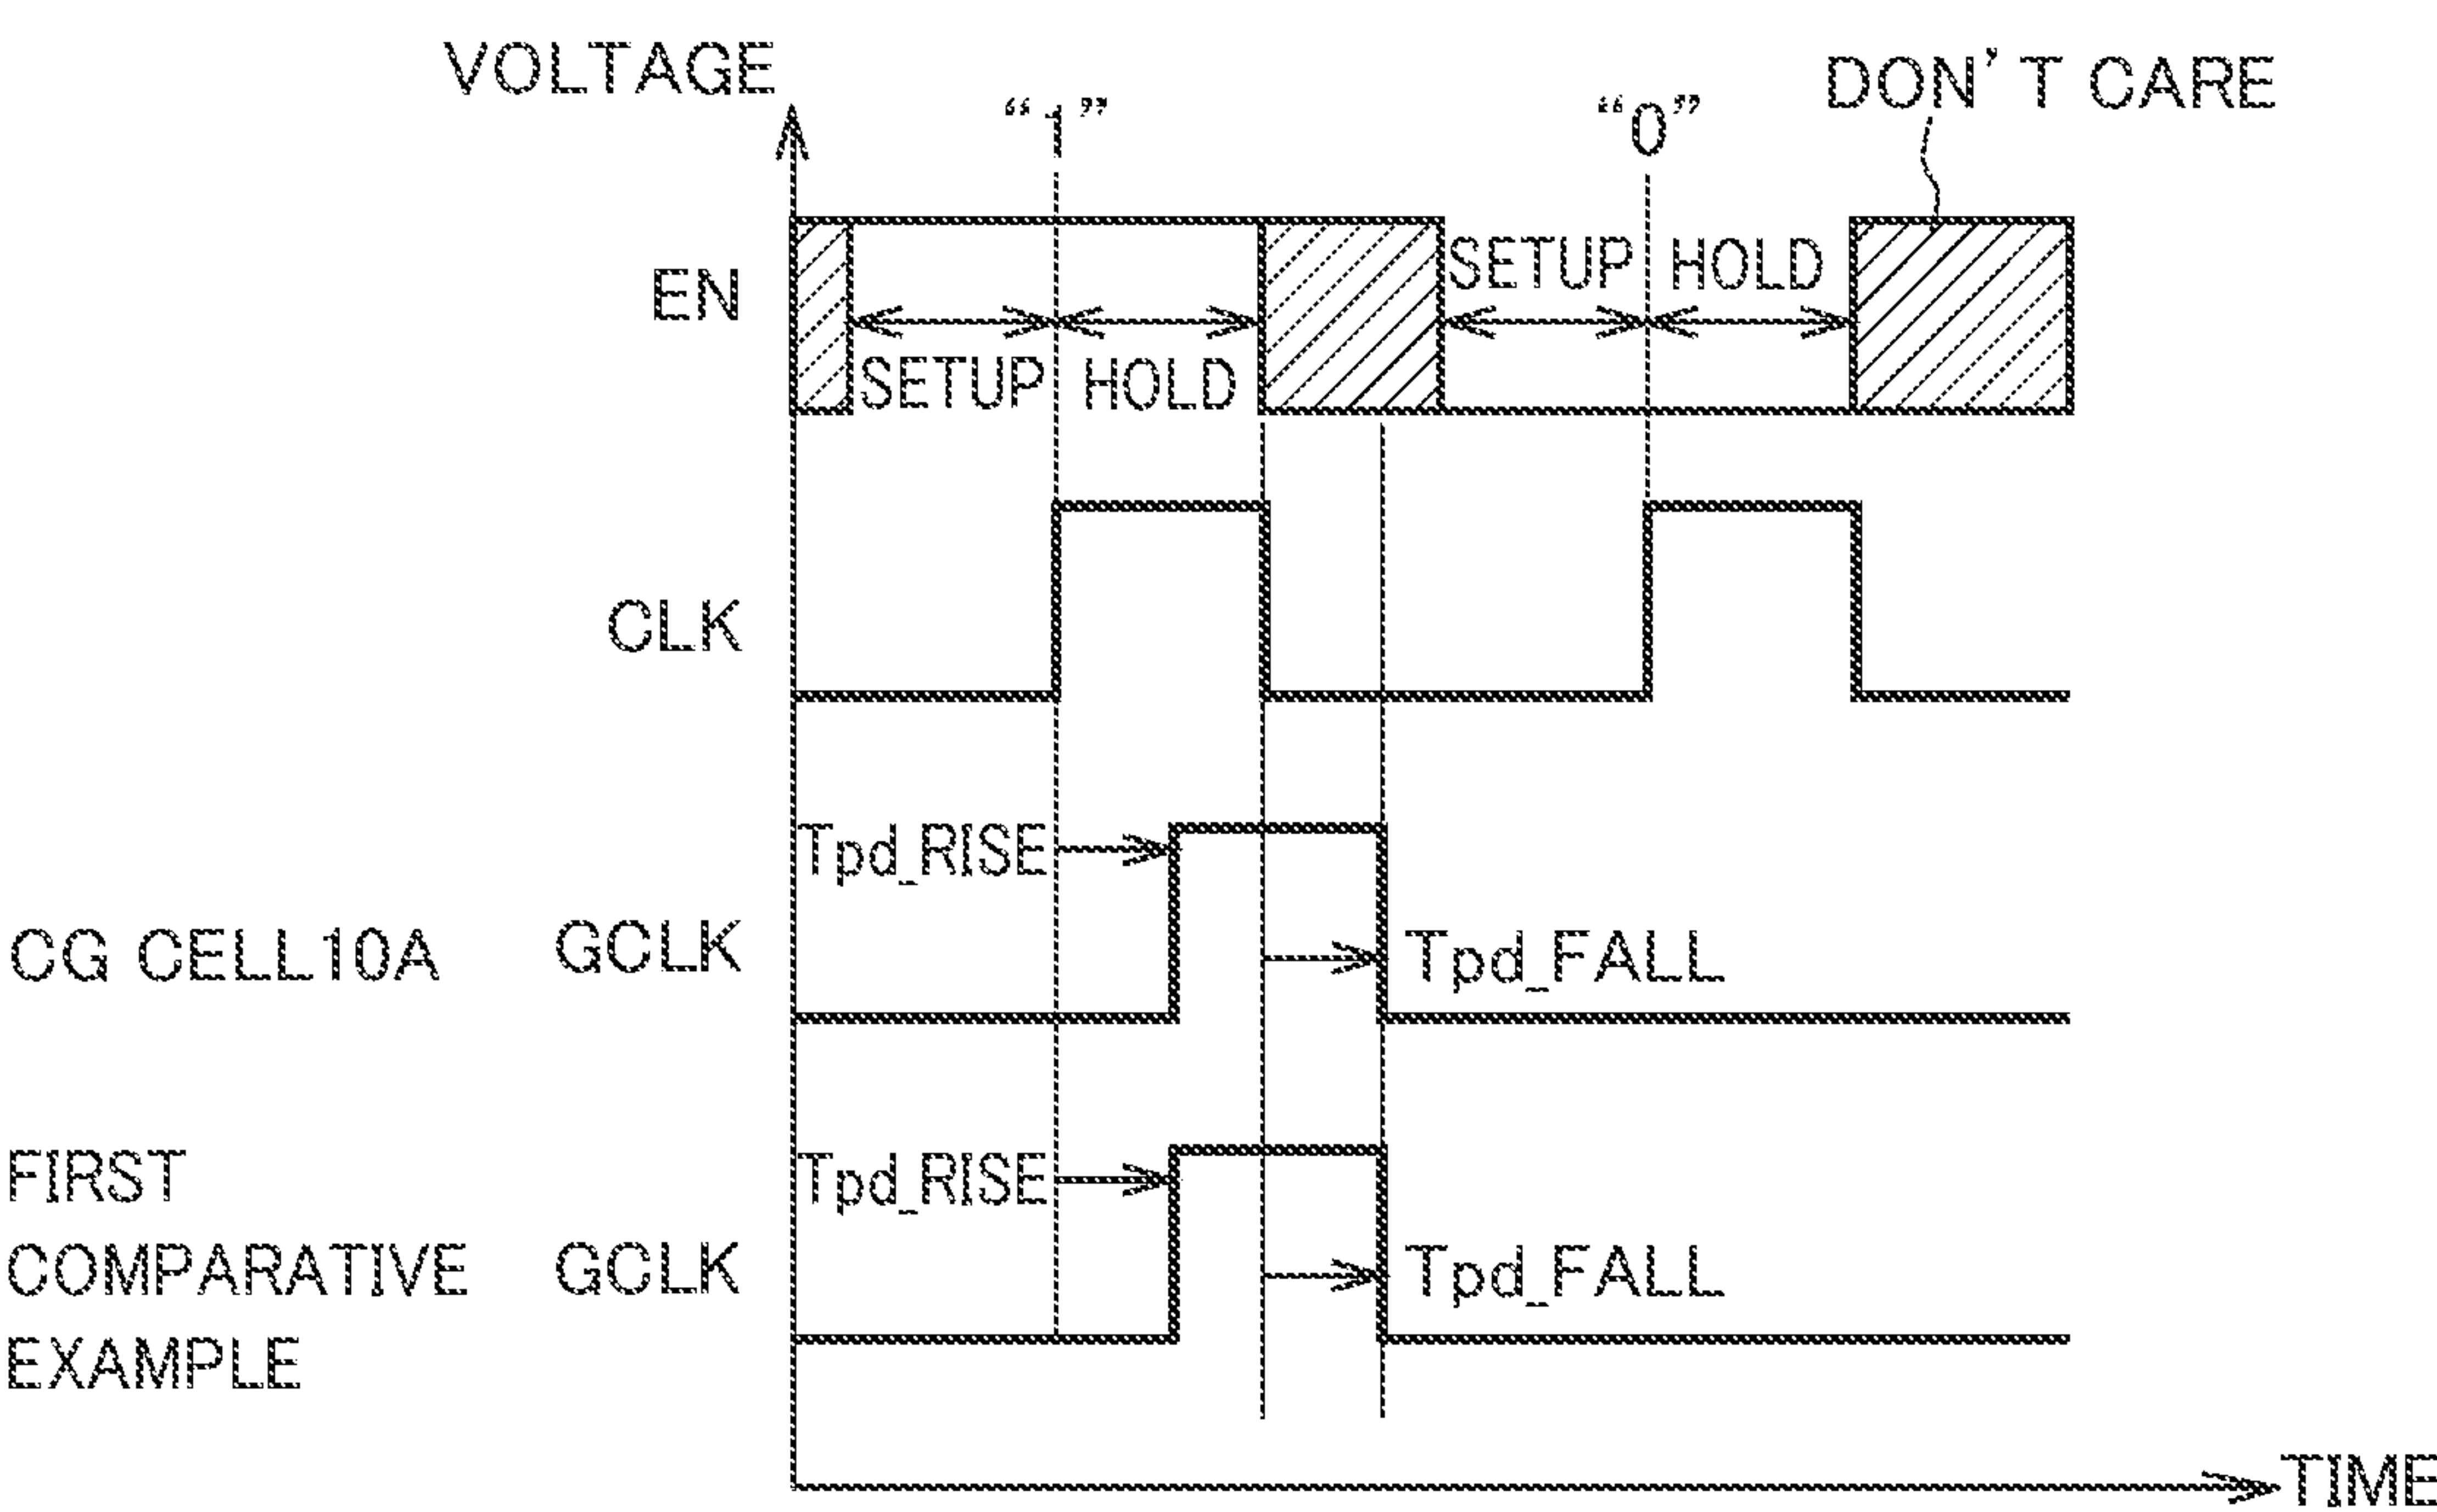 VOLTAGE
“1”
“0”
DON'T CARE
EN
SETUP
HOLD
SETUP
HOLD
CLK
Tpd_RISE
CG CELL10A
GCLK
Tpd_FALL
Tpd_RISE
FIRST
COMPARATIVE
EXAMPLE
GCLK
Tpd_FALL
TIME